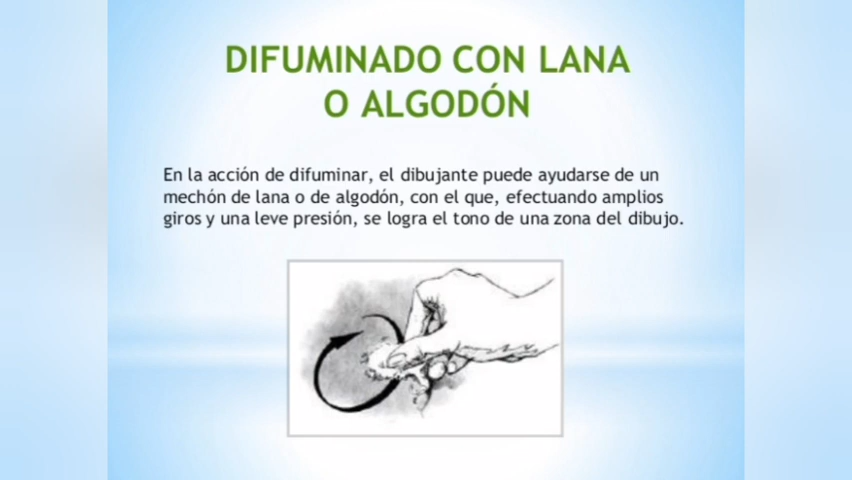 DIFUMINADO CON LANA
O ALGODÓN
En la acción de difuminar, el dibujante puede ayudarse de un
mechón de lana o de algodón, con el que, efectuando amplios
giros y una leve presión, se logra el tono de una zona del dibujo.